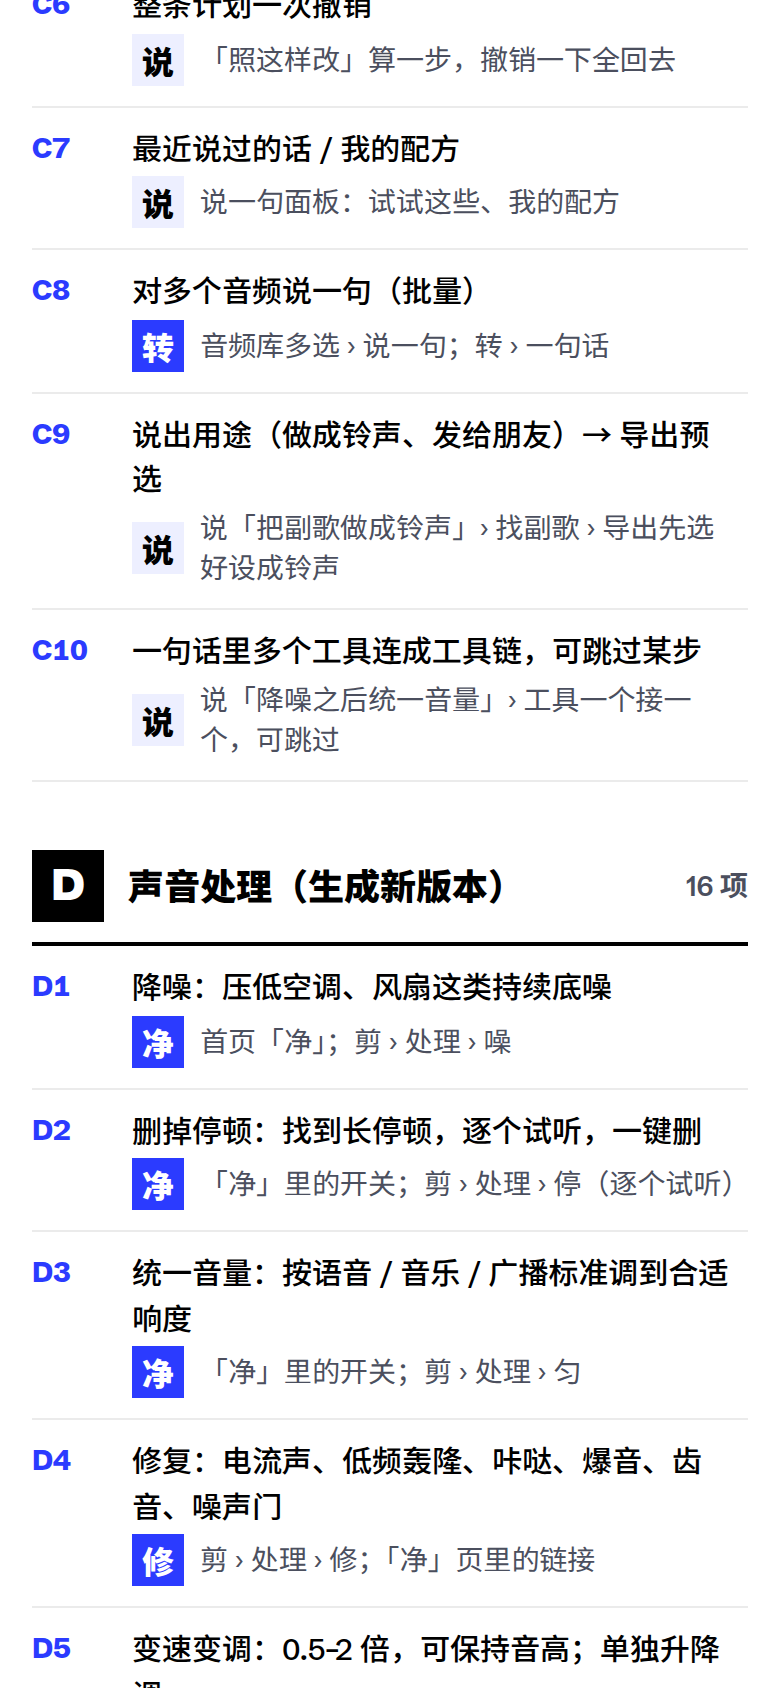 C6 整条计划一次撤销
说 「照这样改」算一步，撤销一下全回去
C7 最近说过的话 / 我的配方
说 说一句面板：试试这些、我的配方
C8 对多个音频说一句（批量）
转 音频库多选 › 说一句；转 › 一句话
C9 说出用途（做成铃声、发给朋友）→ 导出预
选
说 说「把副歌做成铃声」› 找副歌 › 导出先选
好设成铃声
C10 一句话里多个工具连成工具链，可跳过某步
说 说「降噪之后统一音量」› 工具一个接一
个，可跳过
D 声音处理（生成新版本） 16 项
D1 降噪：压低空调、风扇这类持续底噪
净 首页「净」；剪 › 处理 › 噪
D2 删掉停顿：找到长停顿，逐个试听，一键删
净 「净」里的开关；剪 › 处理 › 停（逐个试听）
D3 统一音量：按语音 / 音乐 / 广播标准调到合适
响度
净 「净」里的开关；剪 › 处理 › 匀
D4 修复：电流声、低频轰隆、咔哒、爆音、齿
音、噪声门
修 剪 › 处理 › 修；「净」页里的链接
D5 变速变调：0.5–2 倍，可保持音高；单独升降
调